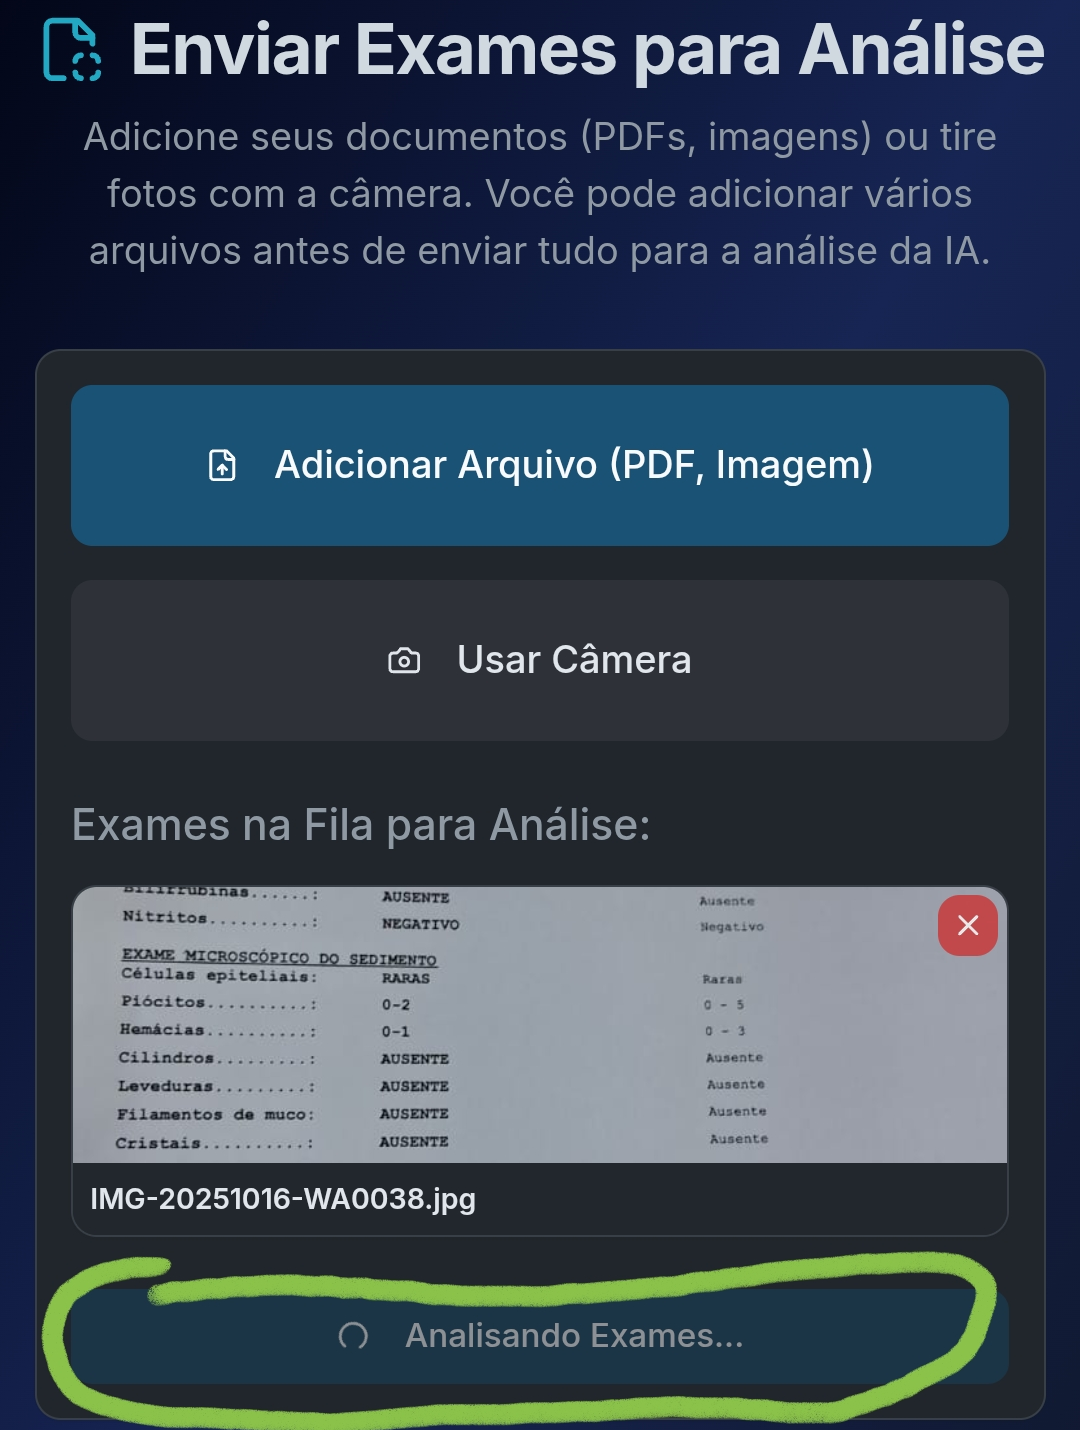 Enviar Exames para Análise
Adicione seus documentos (PDFs, imagens) ou tire
fotos com a câmera. Você pode adicionar vários
arquivos antes de enviar tudo para a análise da IA.
Adicionar Arquivo (PDF, Imagem)
Usar Câmera
Exames na Fila para Análise:
Bilirrubinas......: AUSENTE Ausente
Nitritos..........: NEGATIVO Negativo
EXAME MICROSCÓPICO DO SEDIMENTO
Células epiteliais: RARAS Raras
Piócitos..........: 0-2 0 - 5
Hemácias..........: 0-1 0 - 3
Cilindros.........: AUSENTE Ausente
Leveduras.........: AUSENTE Ausente
Filamentos de muco: AUSENTE Ausente
Cristais..........: AUSENTE Ausente
IMG-20251016-WA0038.jpg
Analisando Exames...